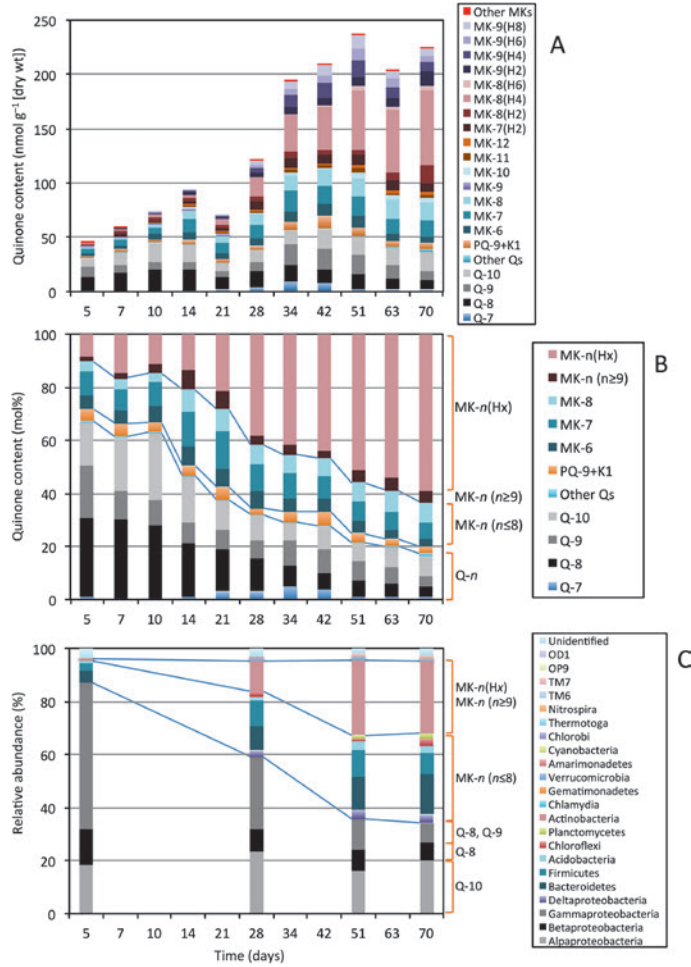 A
Quinone content (nmol g⁻¹ [dry wt])
250
200
150
100
50
0
5 7 10 14 21 28 34 42 51 63 70
Other MKs
MK-9(H8)
MK-9(H6)
MK-9(H4)
MK-9(H2)
MK-8(H6)
MK-8(H4)
MK-8(H2)
MK-7(H2)
MK-12
MK-11
MK-10
MK-9
MK-8
MK-7
MK-6
PQ-9+K1
Other Qs
Q-10
Q-9
Q-8
Q-7
B
Quinone content (mol%)
100
80
60
40
20
0
5 7 10 14 21 28 34 42 51 63 70
MK-n(Hx)
MK-n (n≥9)
MK-n (n≤8)
Q-n
MK-n(Hx)
MK-n (n≥9)
MK-8
MK-7
MK-6
PQ-9+K1
Other Qs
Q-10
Q-9
Q-8
Q-7
C
Relative abundance (%)
100
80
60
40
20
0
5 7 10 14 21 28 34 42 51 63 70
Time (days)
MK-n(Hx)
MK-n (n≥9)
MK-n (n≤8)
Q-8, Q-9
Q-8
Q-10
Unidentified
OD1
OP9
TM7
TM6
Nitrospira
Thermotoga
Chlorobi
Cyanobacteria
Amarimonadetes
Verrucomicrobia
Gematimonadetes
Chlamydia
Actinobacteria
Planctomycetes
Chloroflexi
Acidobacteria
Firmicutes
Bacteroidetes
Deltaproteobacteria
Gammaproteobacteria
Betaproteobacteria
Alpaproteobacteria